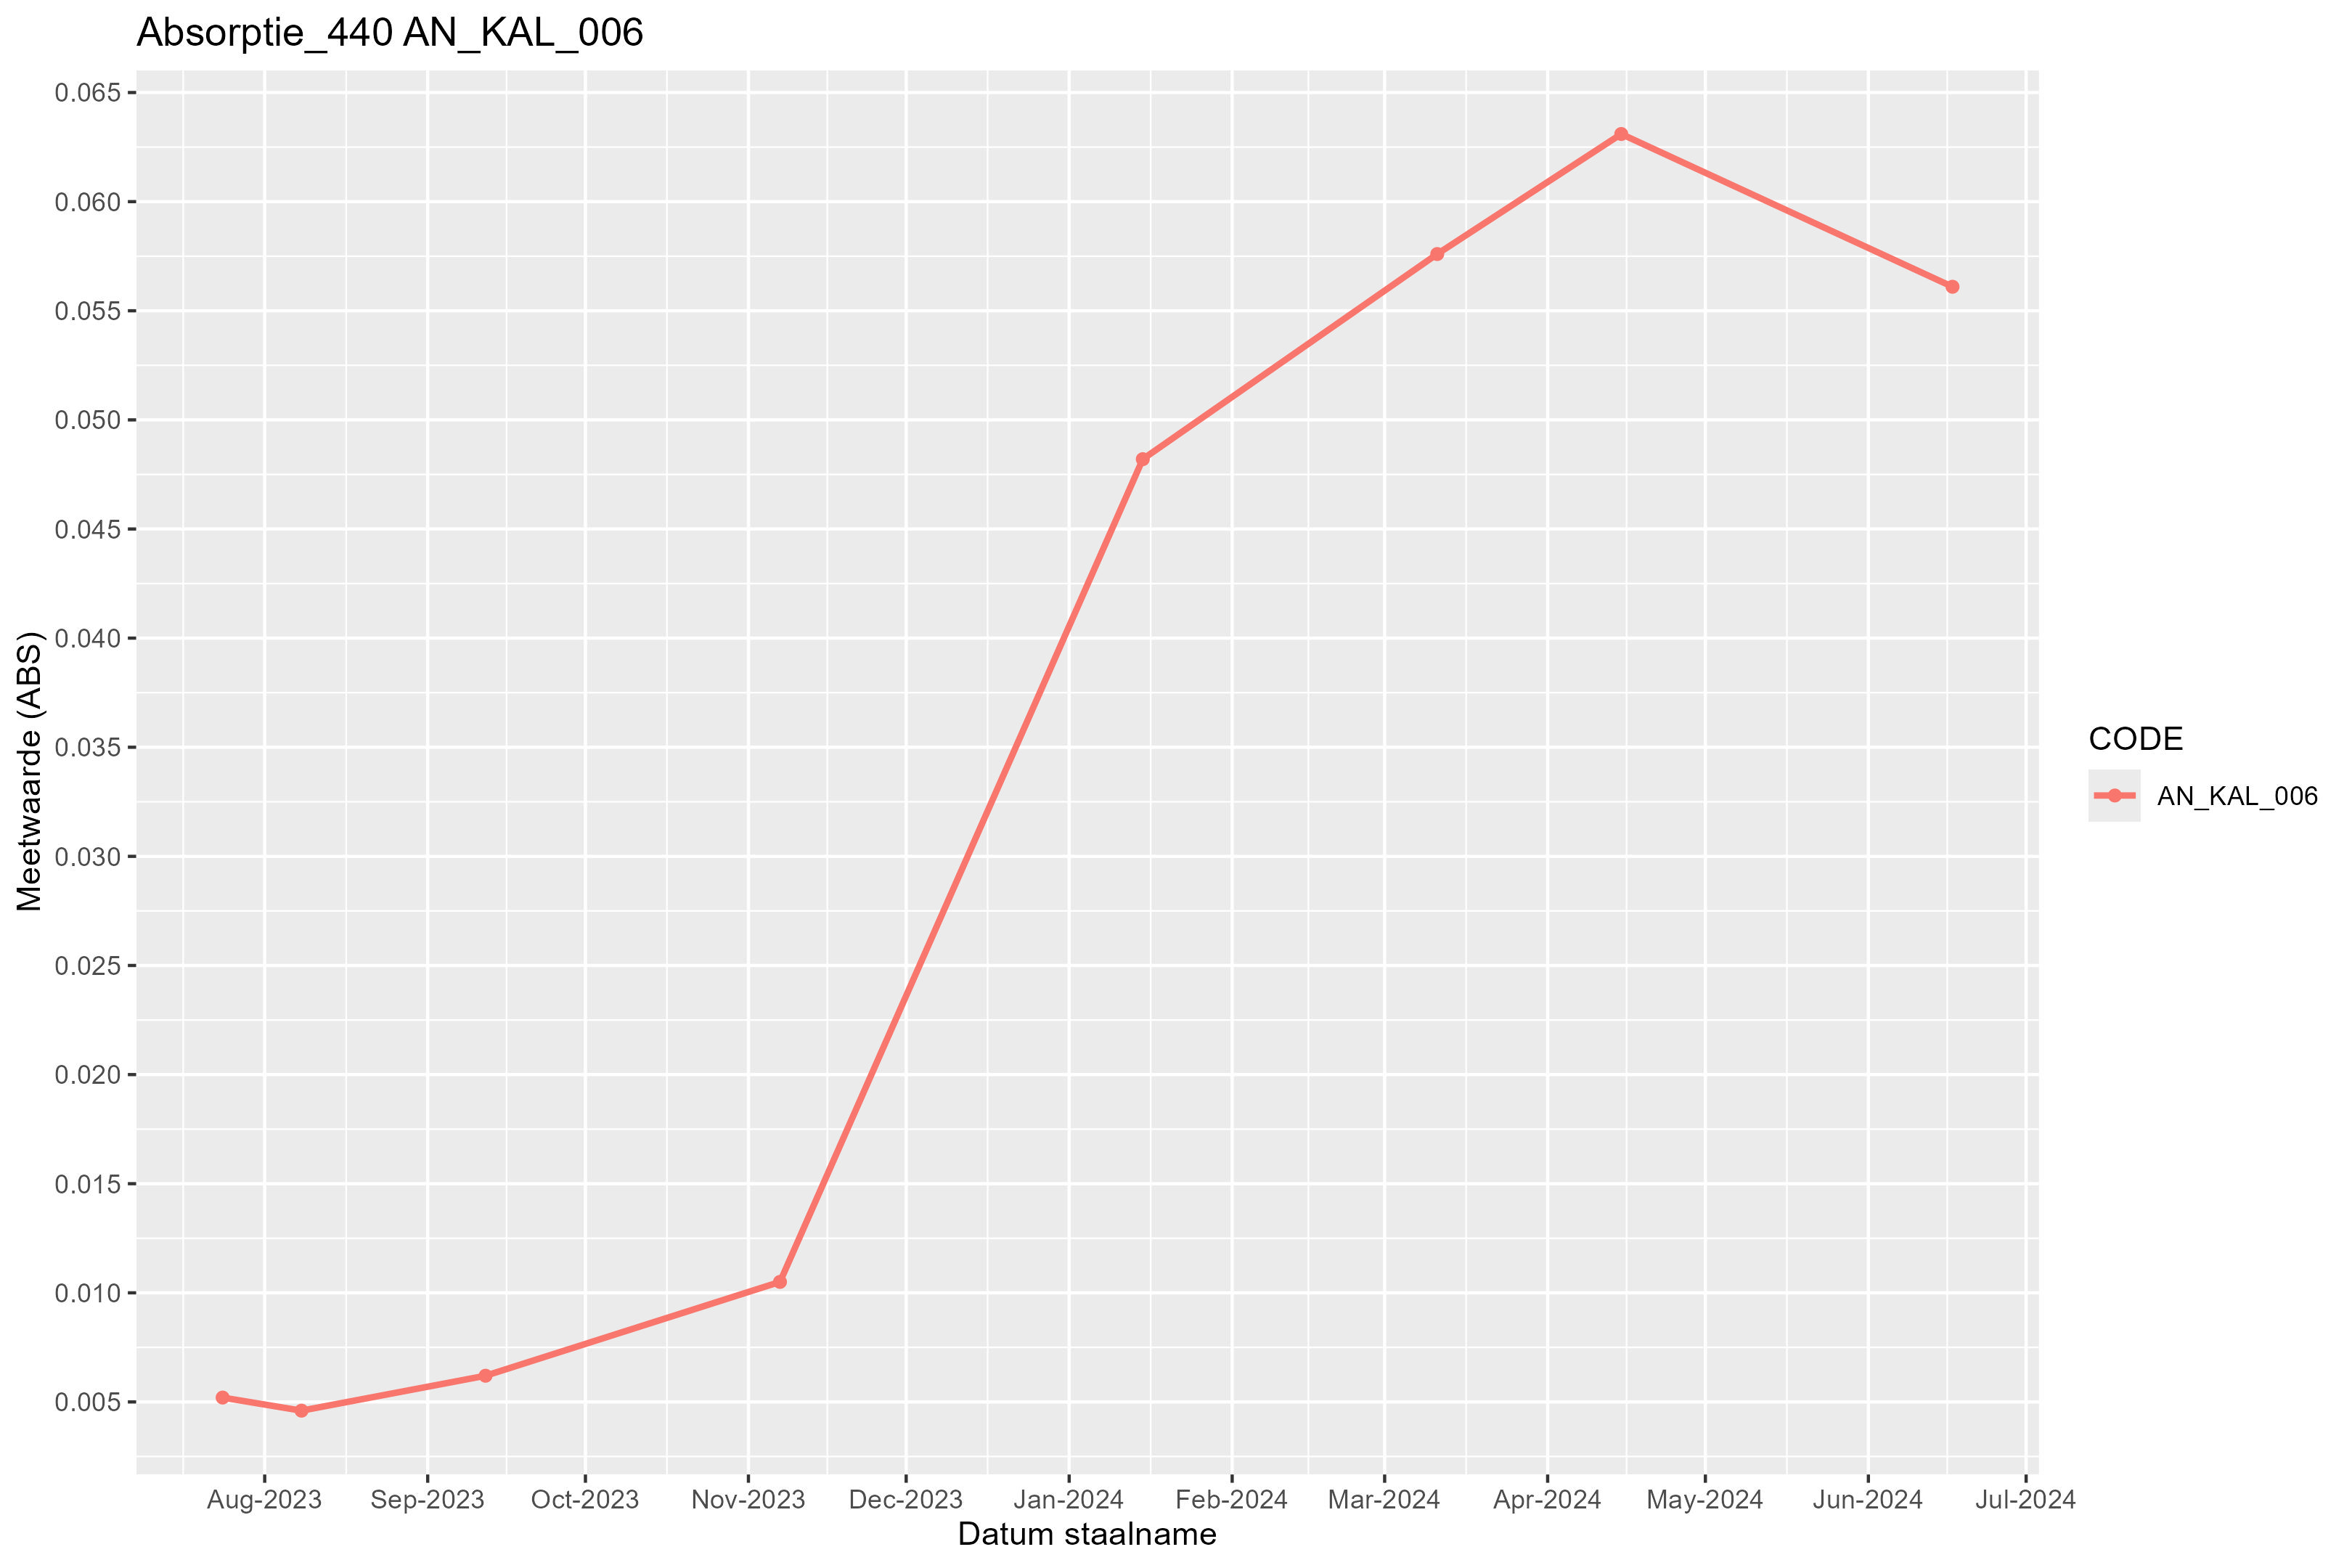 Absorptie_440 AN_KAL_006
0.065
0.060
0.055
0.050
0.045
0.040
0.035
0.030
0.025
0.020
0.015
0.010
0.005
Meetwaarde (ABS)
Aug-2023 Sep-2023 Oct-2023 Nov-2023 Dec-2023 Jan-2024 Feb-2024 Mar-2024 Apr-2024 May-2024 Jun-2024 Jul-2024
Datum staalname
CODE
AN_KAL_006